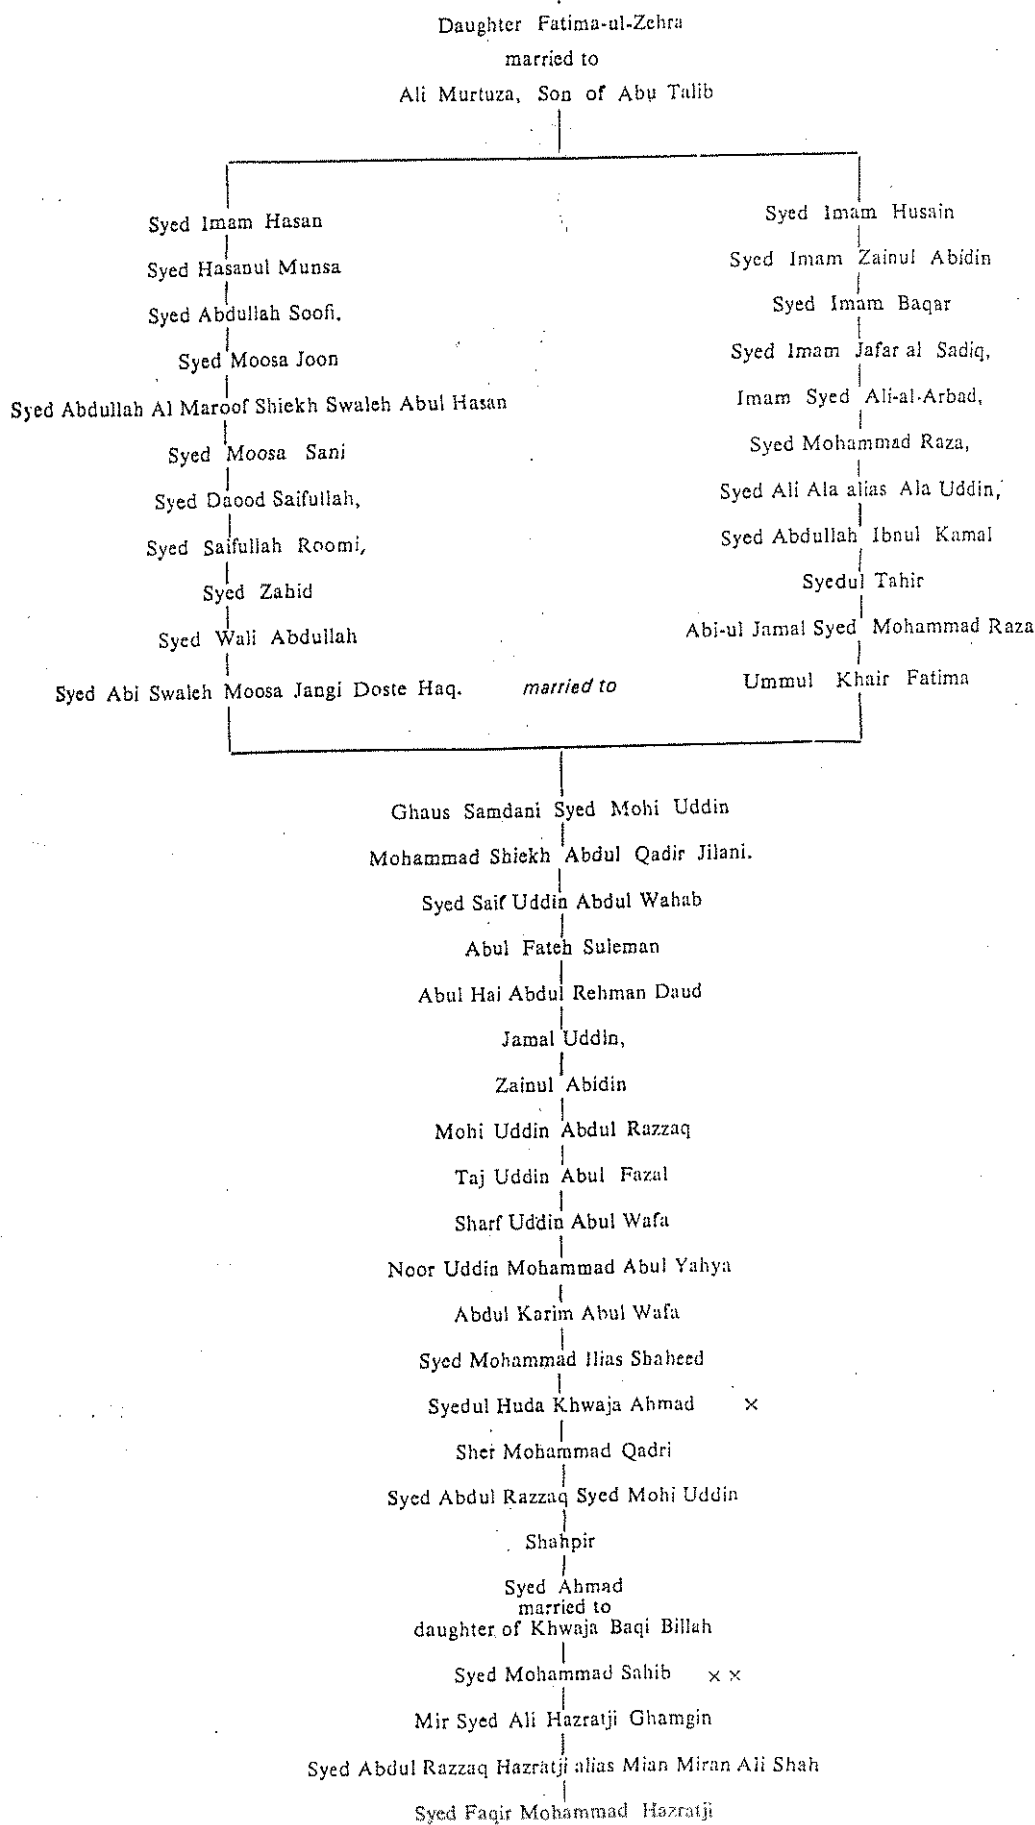 Daughter Fatima-ul-Zehra
married to
Ali Murtuza, Son of Abu Talib
Syed Imam Hasan
Syed Hasanul Munsa
Syed Abdullah Soofi.
Syed Moosa Joon
Syed Abdullah Al Maroof Shiekh Swaleh Abul Hasan
Syed Moosa Sani
Syed Daood Saifullah,
Syed Saifullah Roomi,
Syed Zahid
Syed Wali Abdullah
Syed Abi Swaleh Moosa Jangi Doste Haq.
married to
Syed Imam Husain
Syed Imam Zainul Abidin
Syed Imam Baqar
Syed Imam Jafar al Sadiq,
Imam Syed Ali-al-Arbad,
Syed Mohammad Raza,
Syed Ali Ala alias Ala Uddin,
Syed Abdullah Ibnul Kamal
Syedul Tahir
Abi-ul Jamal Syed Mohammad Raza
Ummul Khair Fatima
Ghaus Samdani Syed Mohi Uddin
Mohammad Shiekh Abdul Qadir Jilani.
Syed Saif Uddin Abdul Wahab
Abul Fateh Suleman
Abul Hai Abdul Rehman Daud
Jamal Uddin,
Zainul Abidin
Mohi Uddin Abdul Razzaq
Taj Uddin Abul Fazal
Sharf Uddin Abul Wafa
Noor Uddin Mohammad Abul Yahya
Abdul Karim Abul Wafa
Syed Mohammad Ilias Shaheed
Syedul Huda Khwaja Ahmad ×
Sher Mohammad Qadri
Syed Abdul Razzaq Syed Mohi Uddin
Shahpir
Syed Ahmad
married to
daughter of Khwaja Baqi Billah
Syed Mohammad Sahib × ×
Mir Syed Ali Hazratji Ghamgin
Syed Abdul Razzaq Hazratji alias Mian Miran Ali Shah
Syed Faqir Mohammad Hazratji